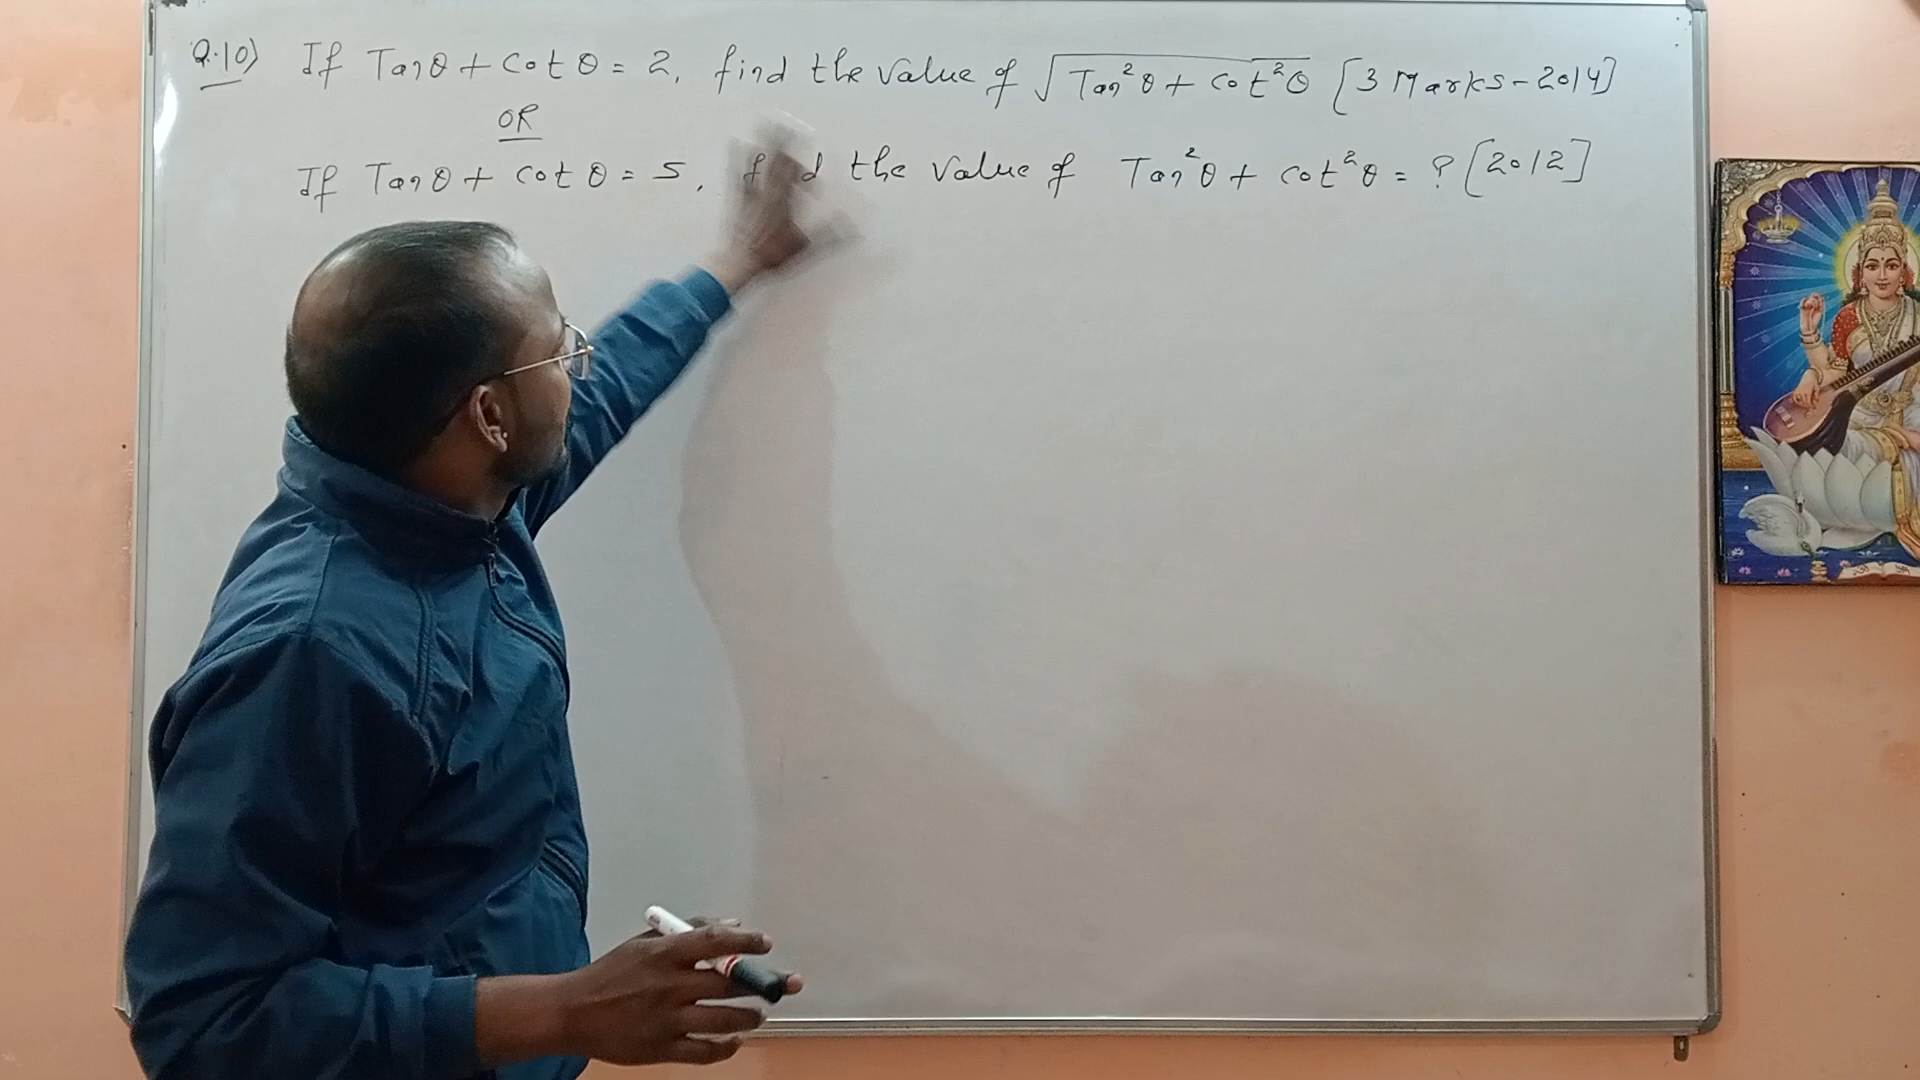 Q.10) If Tanθ + Cotθ = 2, find the value of √(Tan²θ + cot²θ) [3 Marks-2014]
OR
If Tanθ + cotθ = 5, the value of Tan²θ + cot²θ = ? [2012]